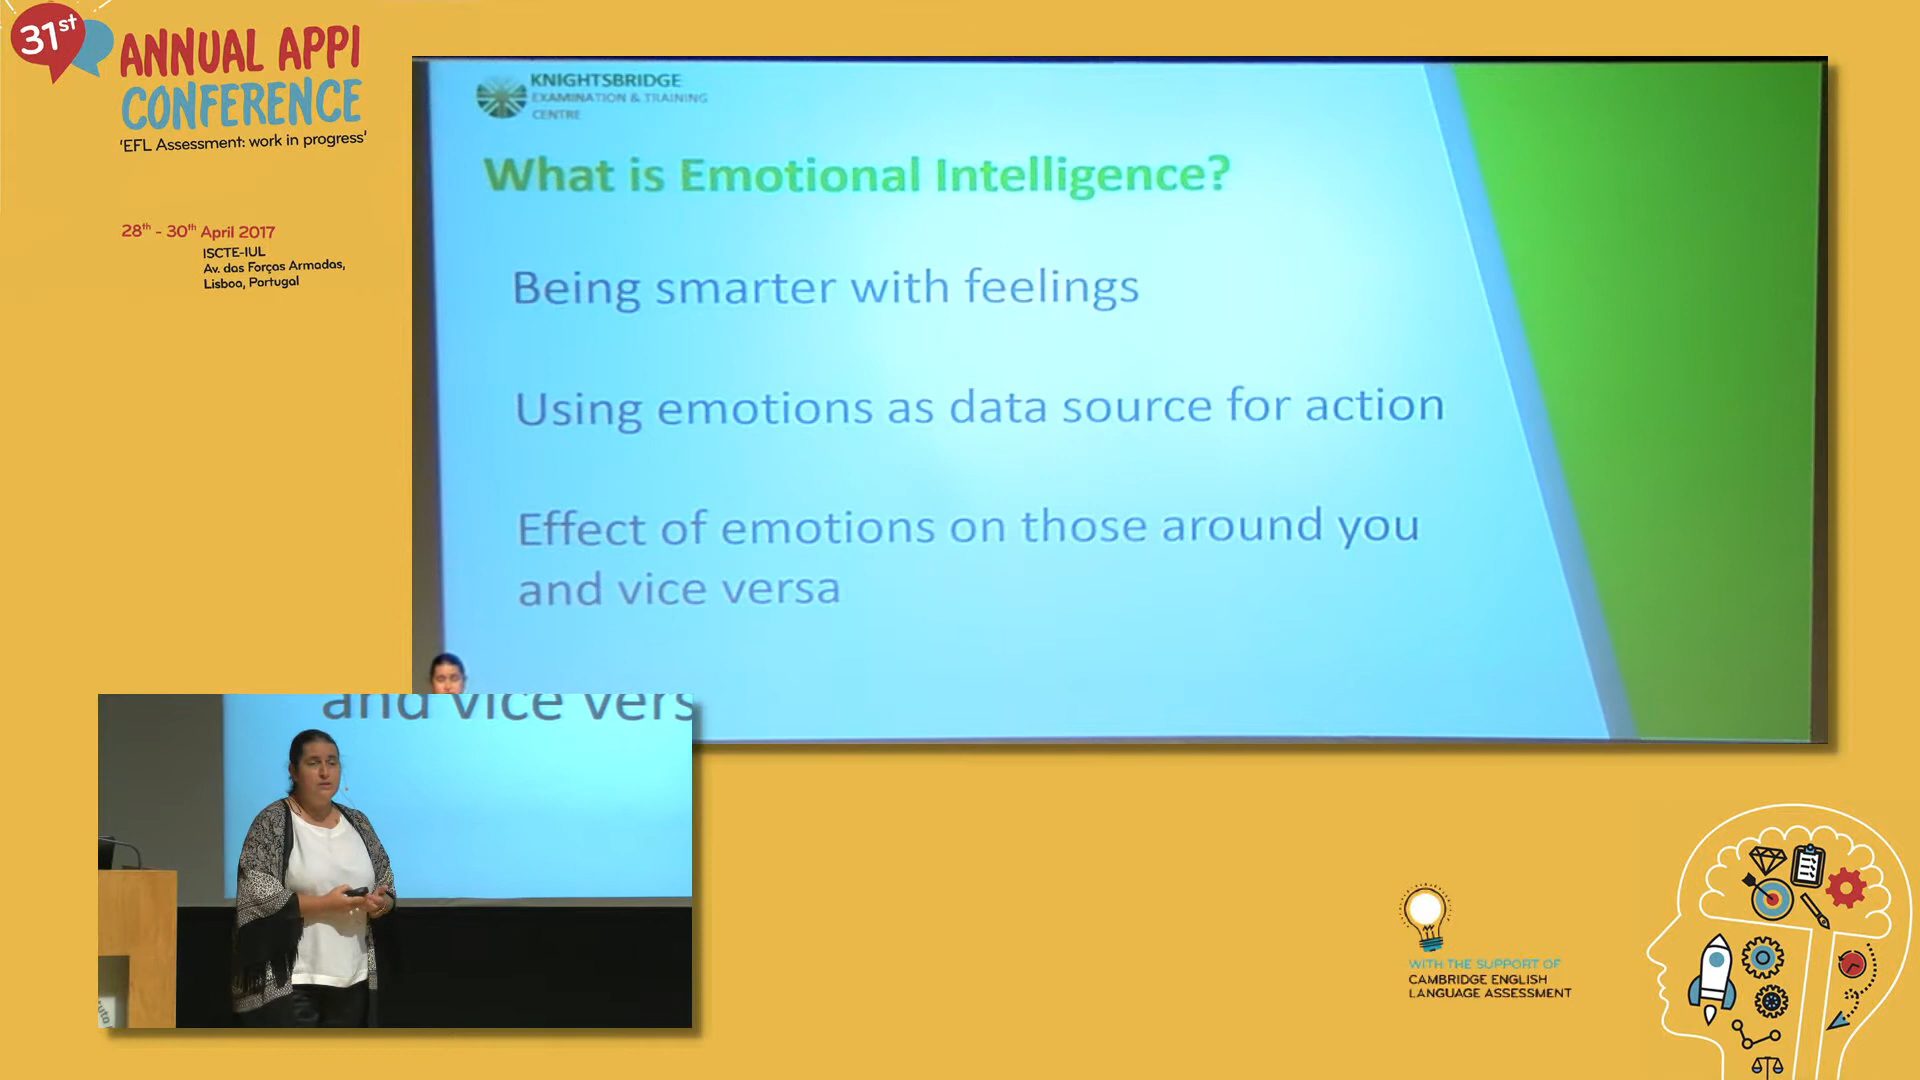 31st
ANNUAL APPI
CONFERENCE
'EFL Assessment: work in progress'
28th - 30th April 2017
ISCTE-IUL
Av. das Forças Armadas,
Lisboa, Portugal
KNIGHTSBRIDGE
EXAMINATION & TRAINING
CENTRE
What is Emotional Intelligence?
Being smarter with feelings
Using emotions as data source for action
Effect of emotions on those around you
and vice versa
and vice vers
WITH THE SUPPORT OF
CAMBRIDGE ENGLISH
LANGUAGE ASSESSMENT